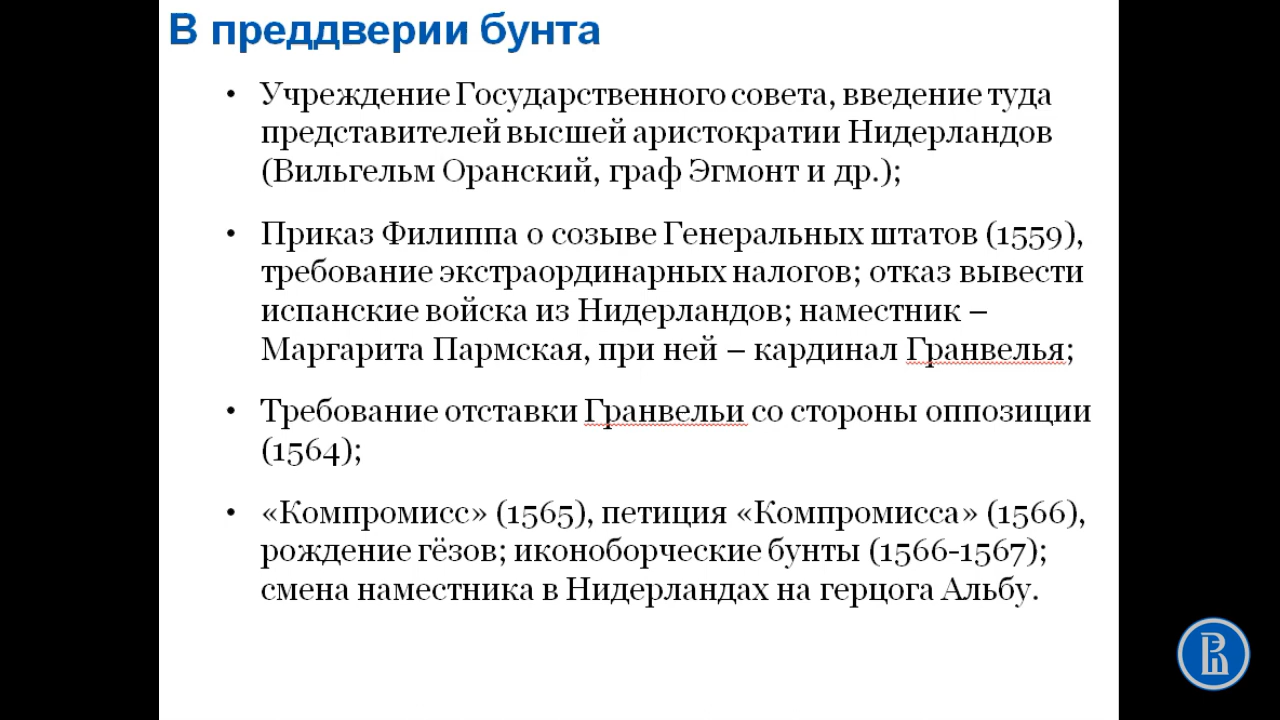 В преддверии бунта
• Учреждение Государственного совета, введение туда
представителей высшей аристократии Нидерландов
(Вильгельм Оранский, граф Эгмонт и др.);
• Приказ Филиппа о созыве Генеральных штатов (1559),
требование экстраординарных налогов; отказ вывести
испанские войска из Нидерландов; наместник –
Маргарита Пармская, при ней – кардинал Гранвелья;
• Требование отставки Гранвельи со стороны оппозиции
(1564);
• «Компромисс» (1565), петиция «Компромисса» (1566),
рождение гёзов; иконоборческие бунты (1566-1567);
смена наместника в Нидерландах на герцога Альбу.